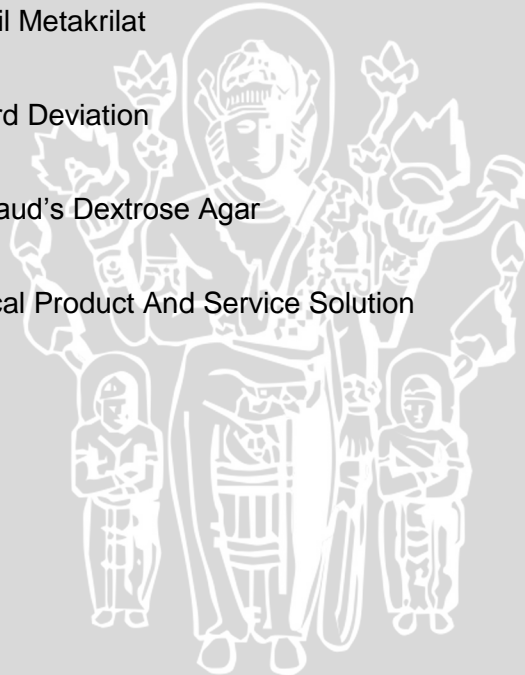 il Metakrilat
rd Deviation
aud's Dextrose Agar
cal Product And Service Solution